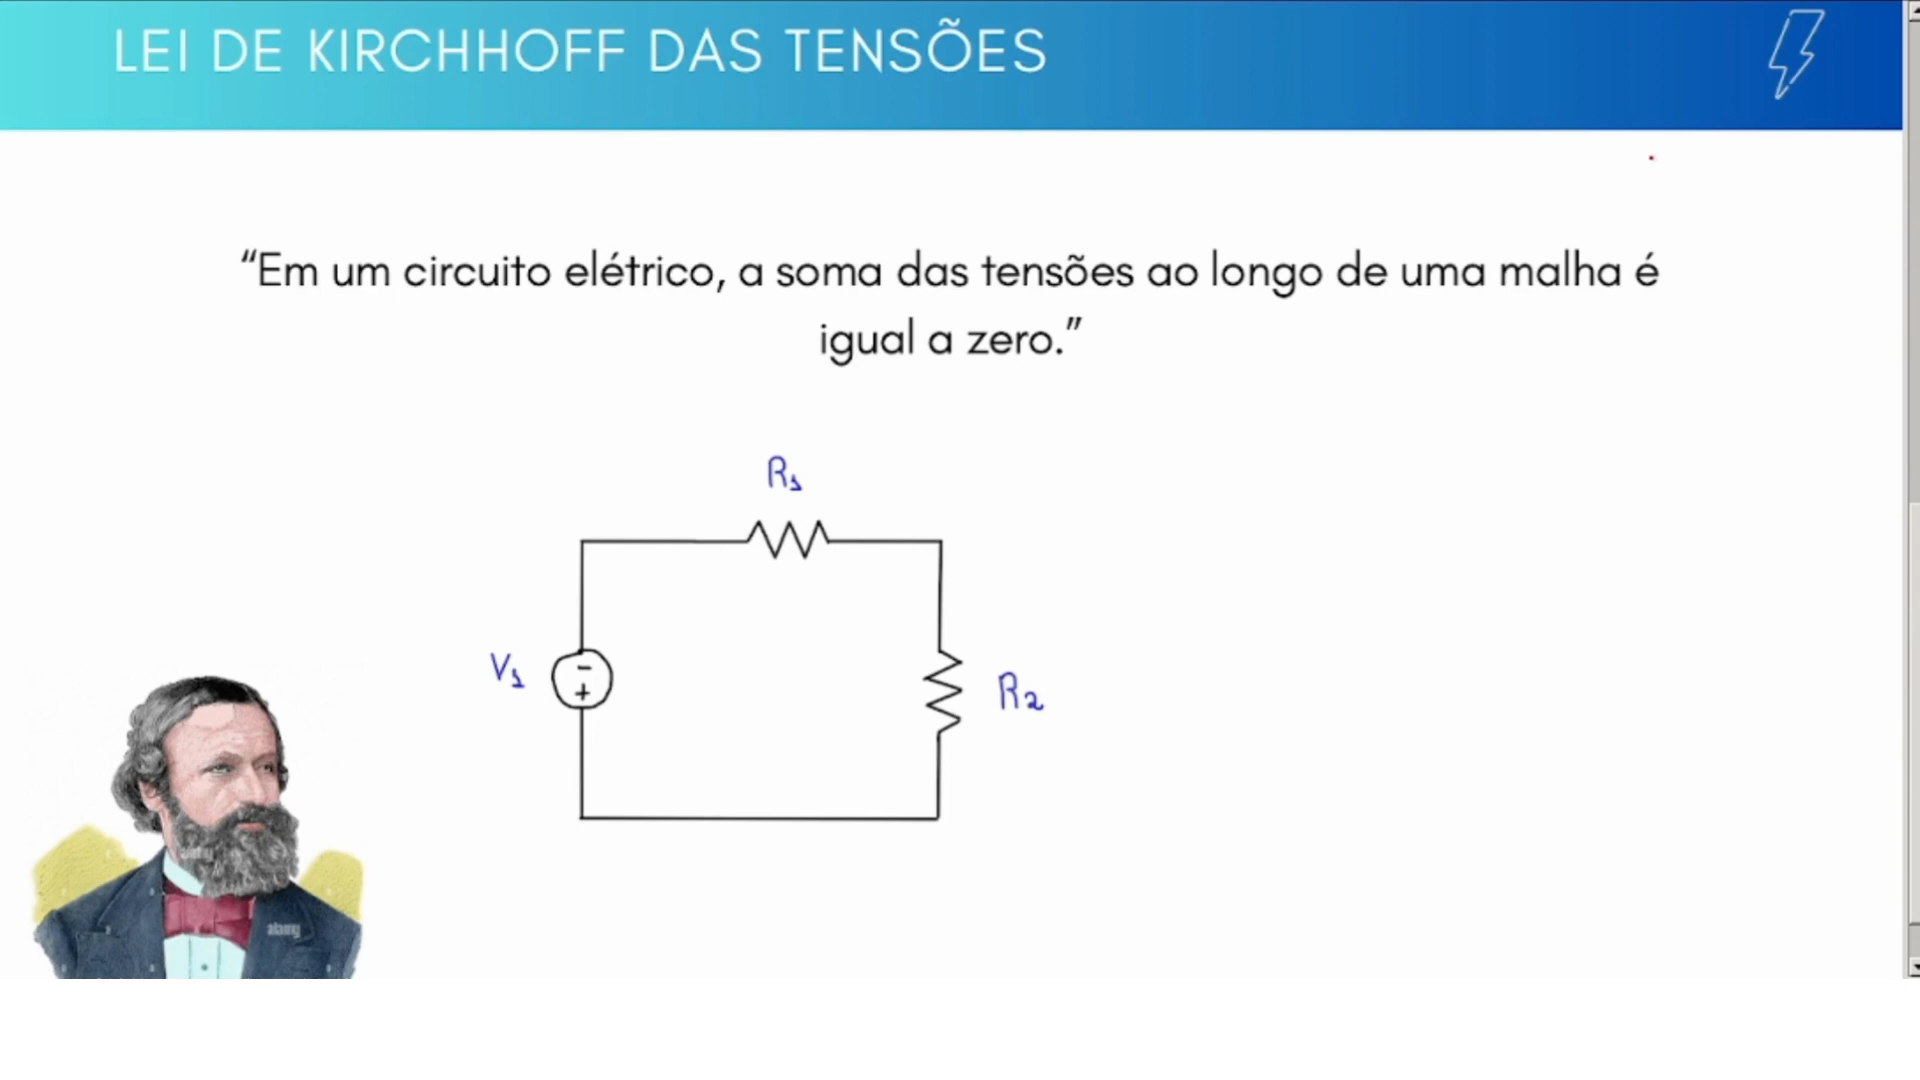 LEI DE KIRCHHOFF DAS TENSÕES
“Em um circuito elétrico, a soma das tensões ao longo de uma malha é
igual a zero.”
R1
V1
-
+
R2
alamy